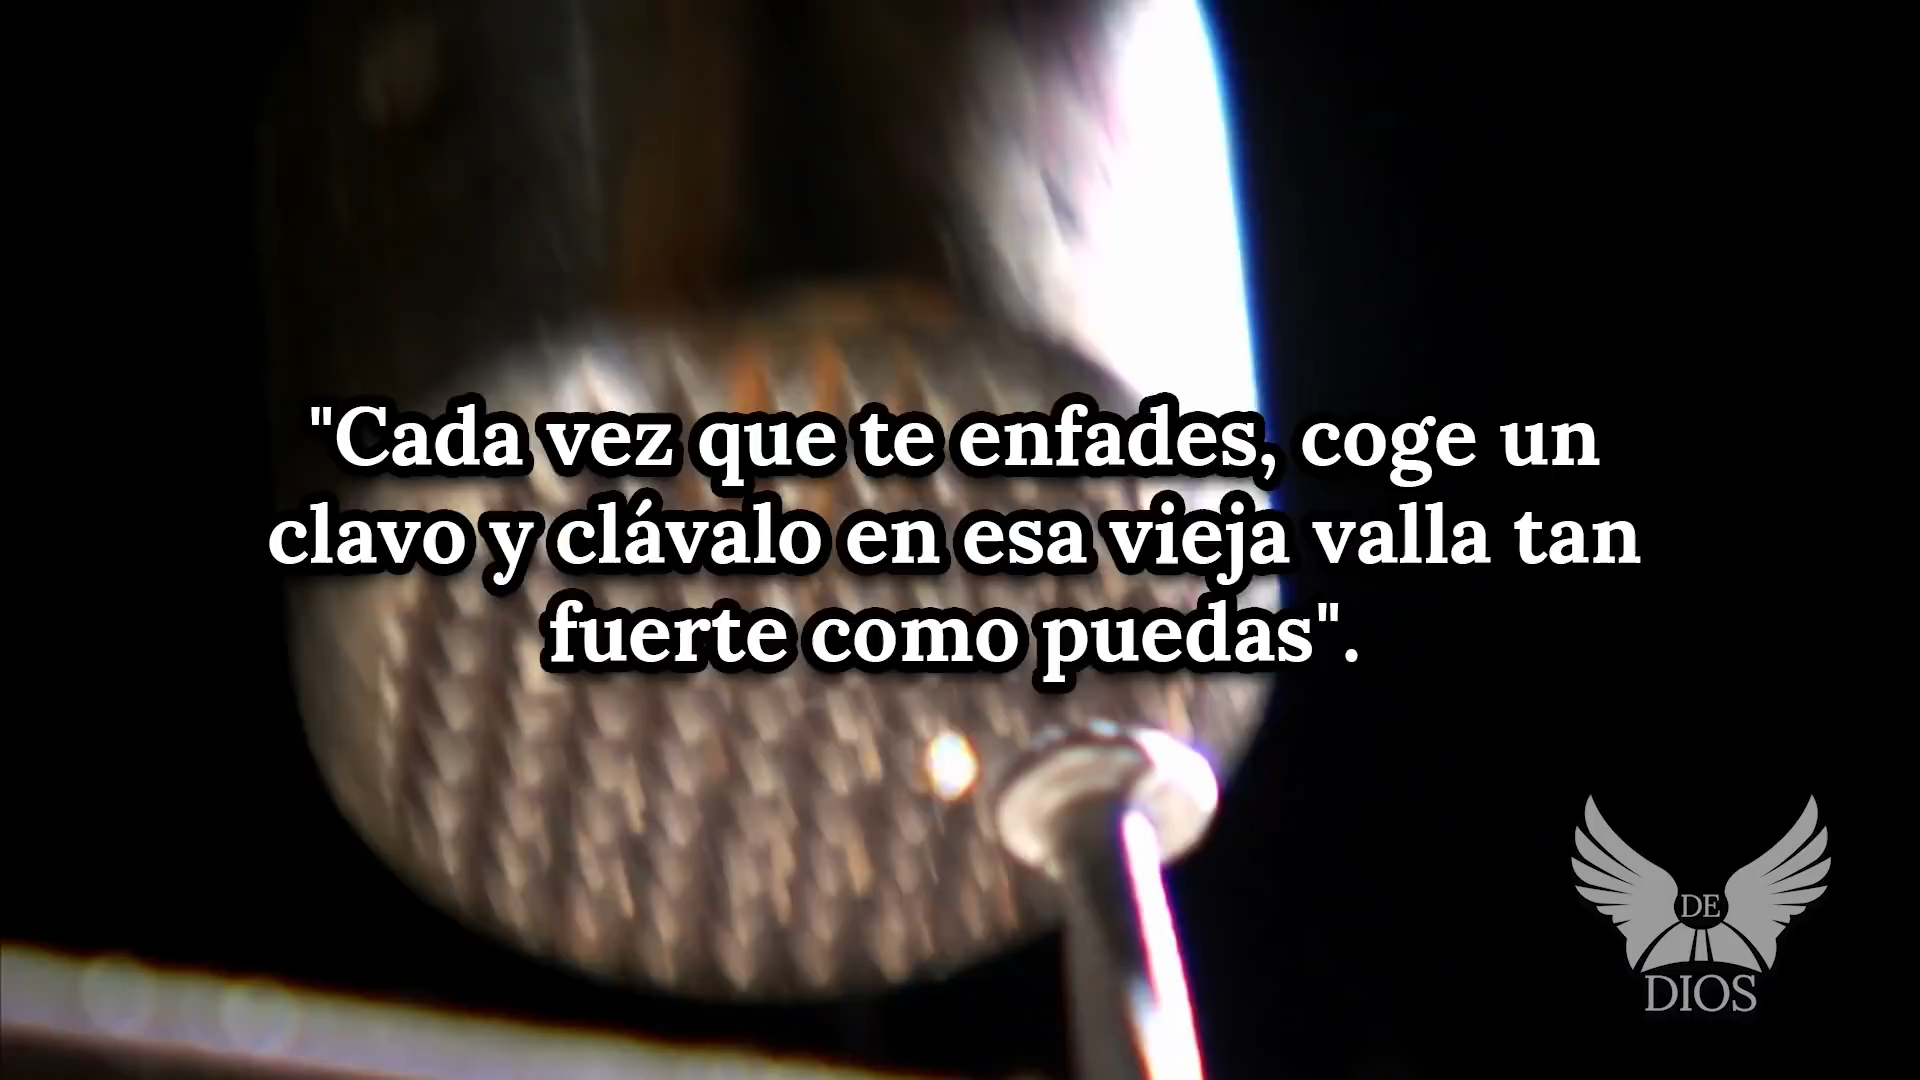 "Cada vez que te enfades, coge un
clavo y clávalo en esa vieja valla tan
fuerte como puedas".
DE
DIOS